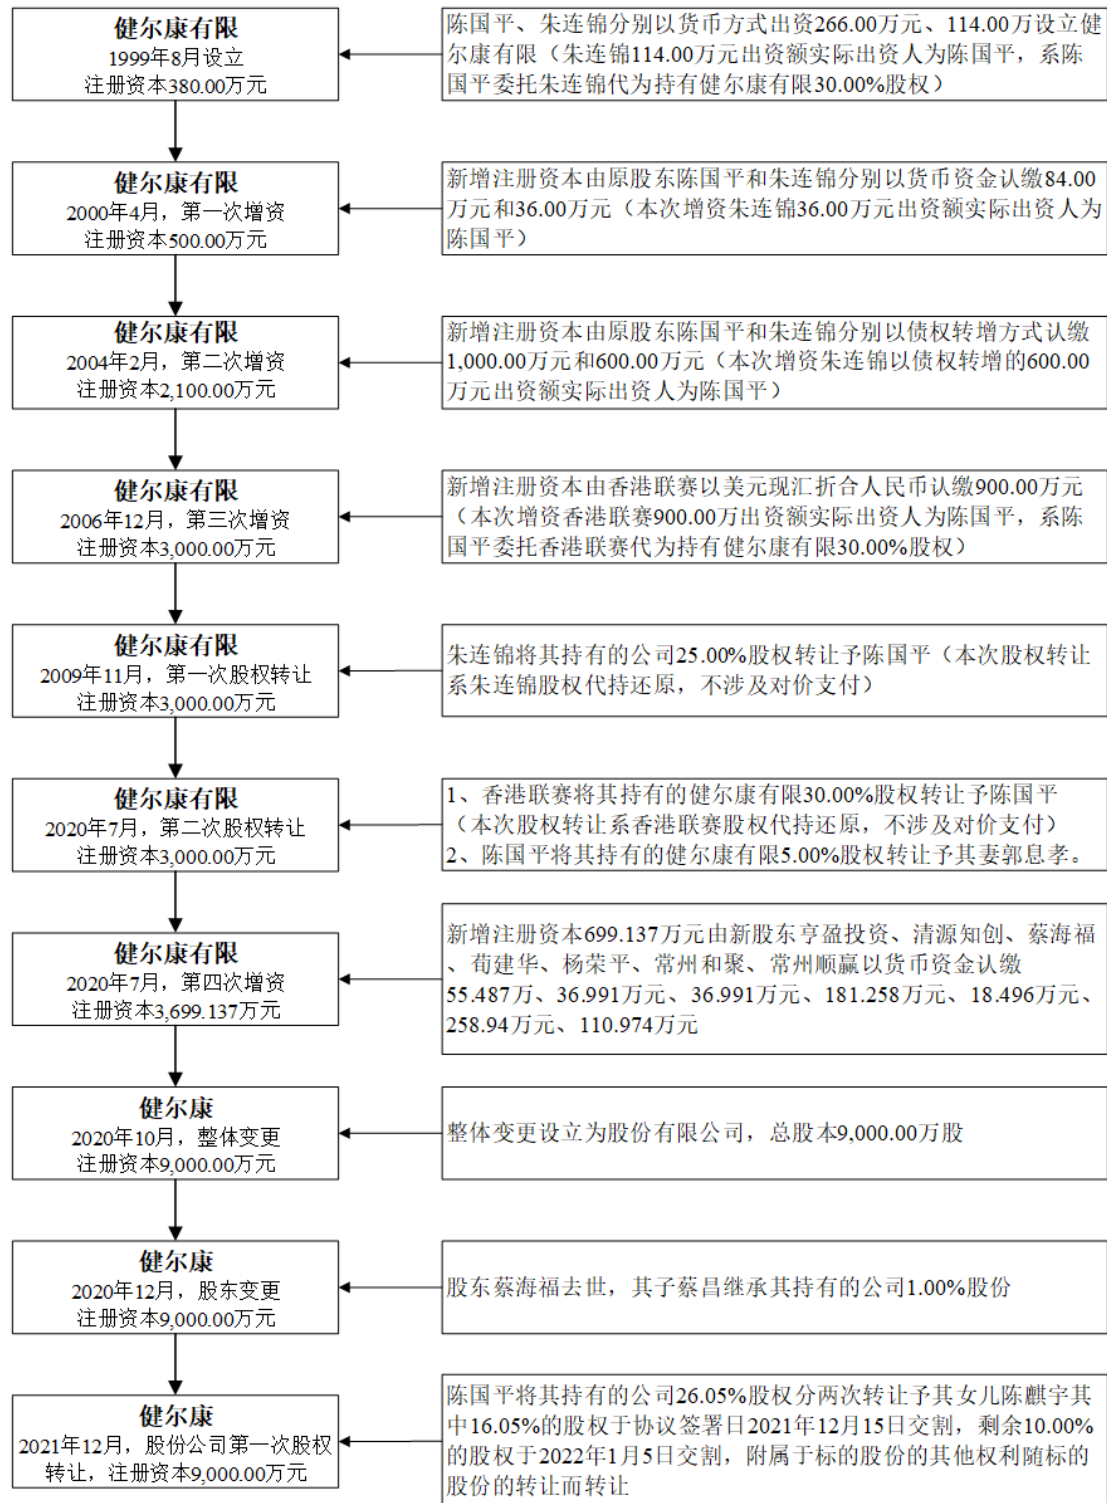 健尔康有限
1999年8月设立
注册资本380.00万元
陈国平、朱连锦分别以货币方式出资266.00万元、114.00万设立健
尔康有限（朱连锦114.00万元出资额实际出资人为陈国平，系陈
国平委托朱连锦代为持有健尔康有限30.00%股权）
健尔康有限
2000年4月，第一次增资
注册资本500.00万元
新增注册资本由原股东陈国平和朱连锦分别以货币资金认缴84.00
万元和36.00万元（本次增资朱连锦36.00万元出资额实际出资人为
陈国平）
健尔康有限
2004年2月，第二次增资
注册资本2,100.00万元
新增注册资本由原股东陈国平和朱连锦分别以债权转增方式认缴
1,000.00万元和600.00万元（本次增资朱连锦以债权转增的600.00
万元出资额实际出资人为陈国平）
健尔康有限
2006年12月，第三次增资
注册资本3,000.00万元
新增注册资本由香港联赛以美元现汇折合人民币认缴900.00万元
（本次增资香港联赛900.00万出资额实际出资人为陈国平，系陈
国平委托香港联赛代为持有健尔康有限30.00%股权）
健尔康有限
2009年11月，第一次股权转让
注册资本3,000.00万元
朱连锦将其持有的公司25.00%股权转让予陈国平（本次股权转让
系朱连锦股权代持还原，不涉及对价支付）
健尔康有限
2020年7月，第二次股权转让
注册资本3,000.00万元
1、香港联赛将其持有的健尔康有限30.00%股权转让予陈国平
（本次股权转让系香港联赛股权代持还原，不涉及对价支付）
2、陈国平将其持有的健尔康有限5.00%股权转让予其妻郭息孝。
健尔康有限
2020年7月，第四次增资
注册资本3,699.137万元
新增注册资本699.137万元由新股东亨盈投资、清源知创、蔡海福
、荀建华、杨荣平、常州和聚、常州顺赢以货币资金认缴
55.487万、36.991万元、36.991万元、181.258万元、18.496万元、
258.94万元、110.974万元
健尔康
2020年10月，整体变更
注册资本9,000.00万元
整体变更设立为股份有限公司，总股本9,000.00万股
健尔康
2020年12月，股东变更
注册资本9,000.00万元
股东蔡海福去世，其子蔡昌继承其持有的公司1.00%股份
健尔康
2021年12月，股份公司第一次股权
转让，注册资本9,000.00万元
陈国平将其持有的公司26.05%股权分两次转让予其女儿陈麒宇其
中16.05%的股权于协议签署日2021年12月15日交割，剩余10.00%
的股权于2022年1月5日交割，附属于标的股份的其他权利随标的
股份的转让而转让